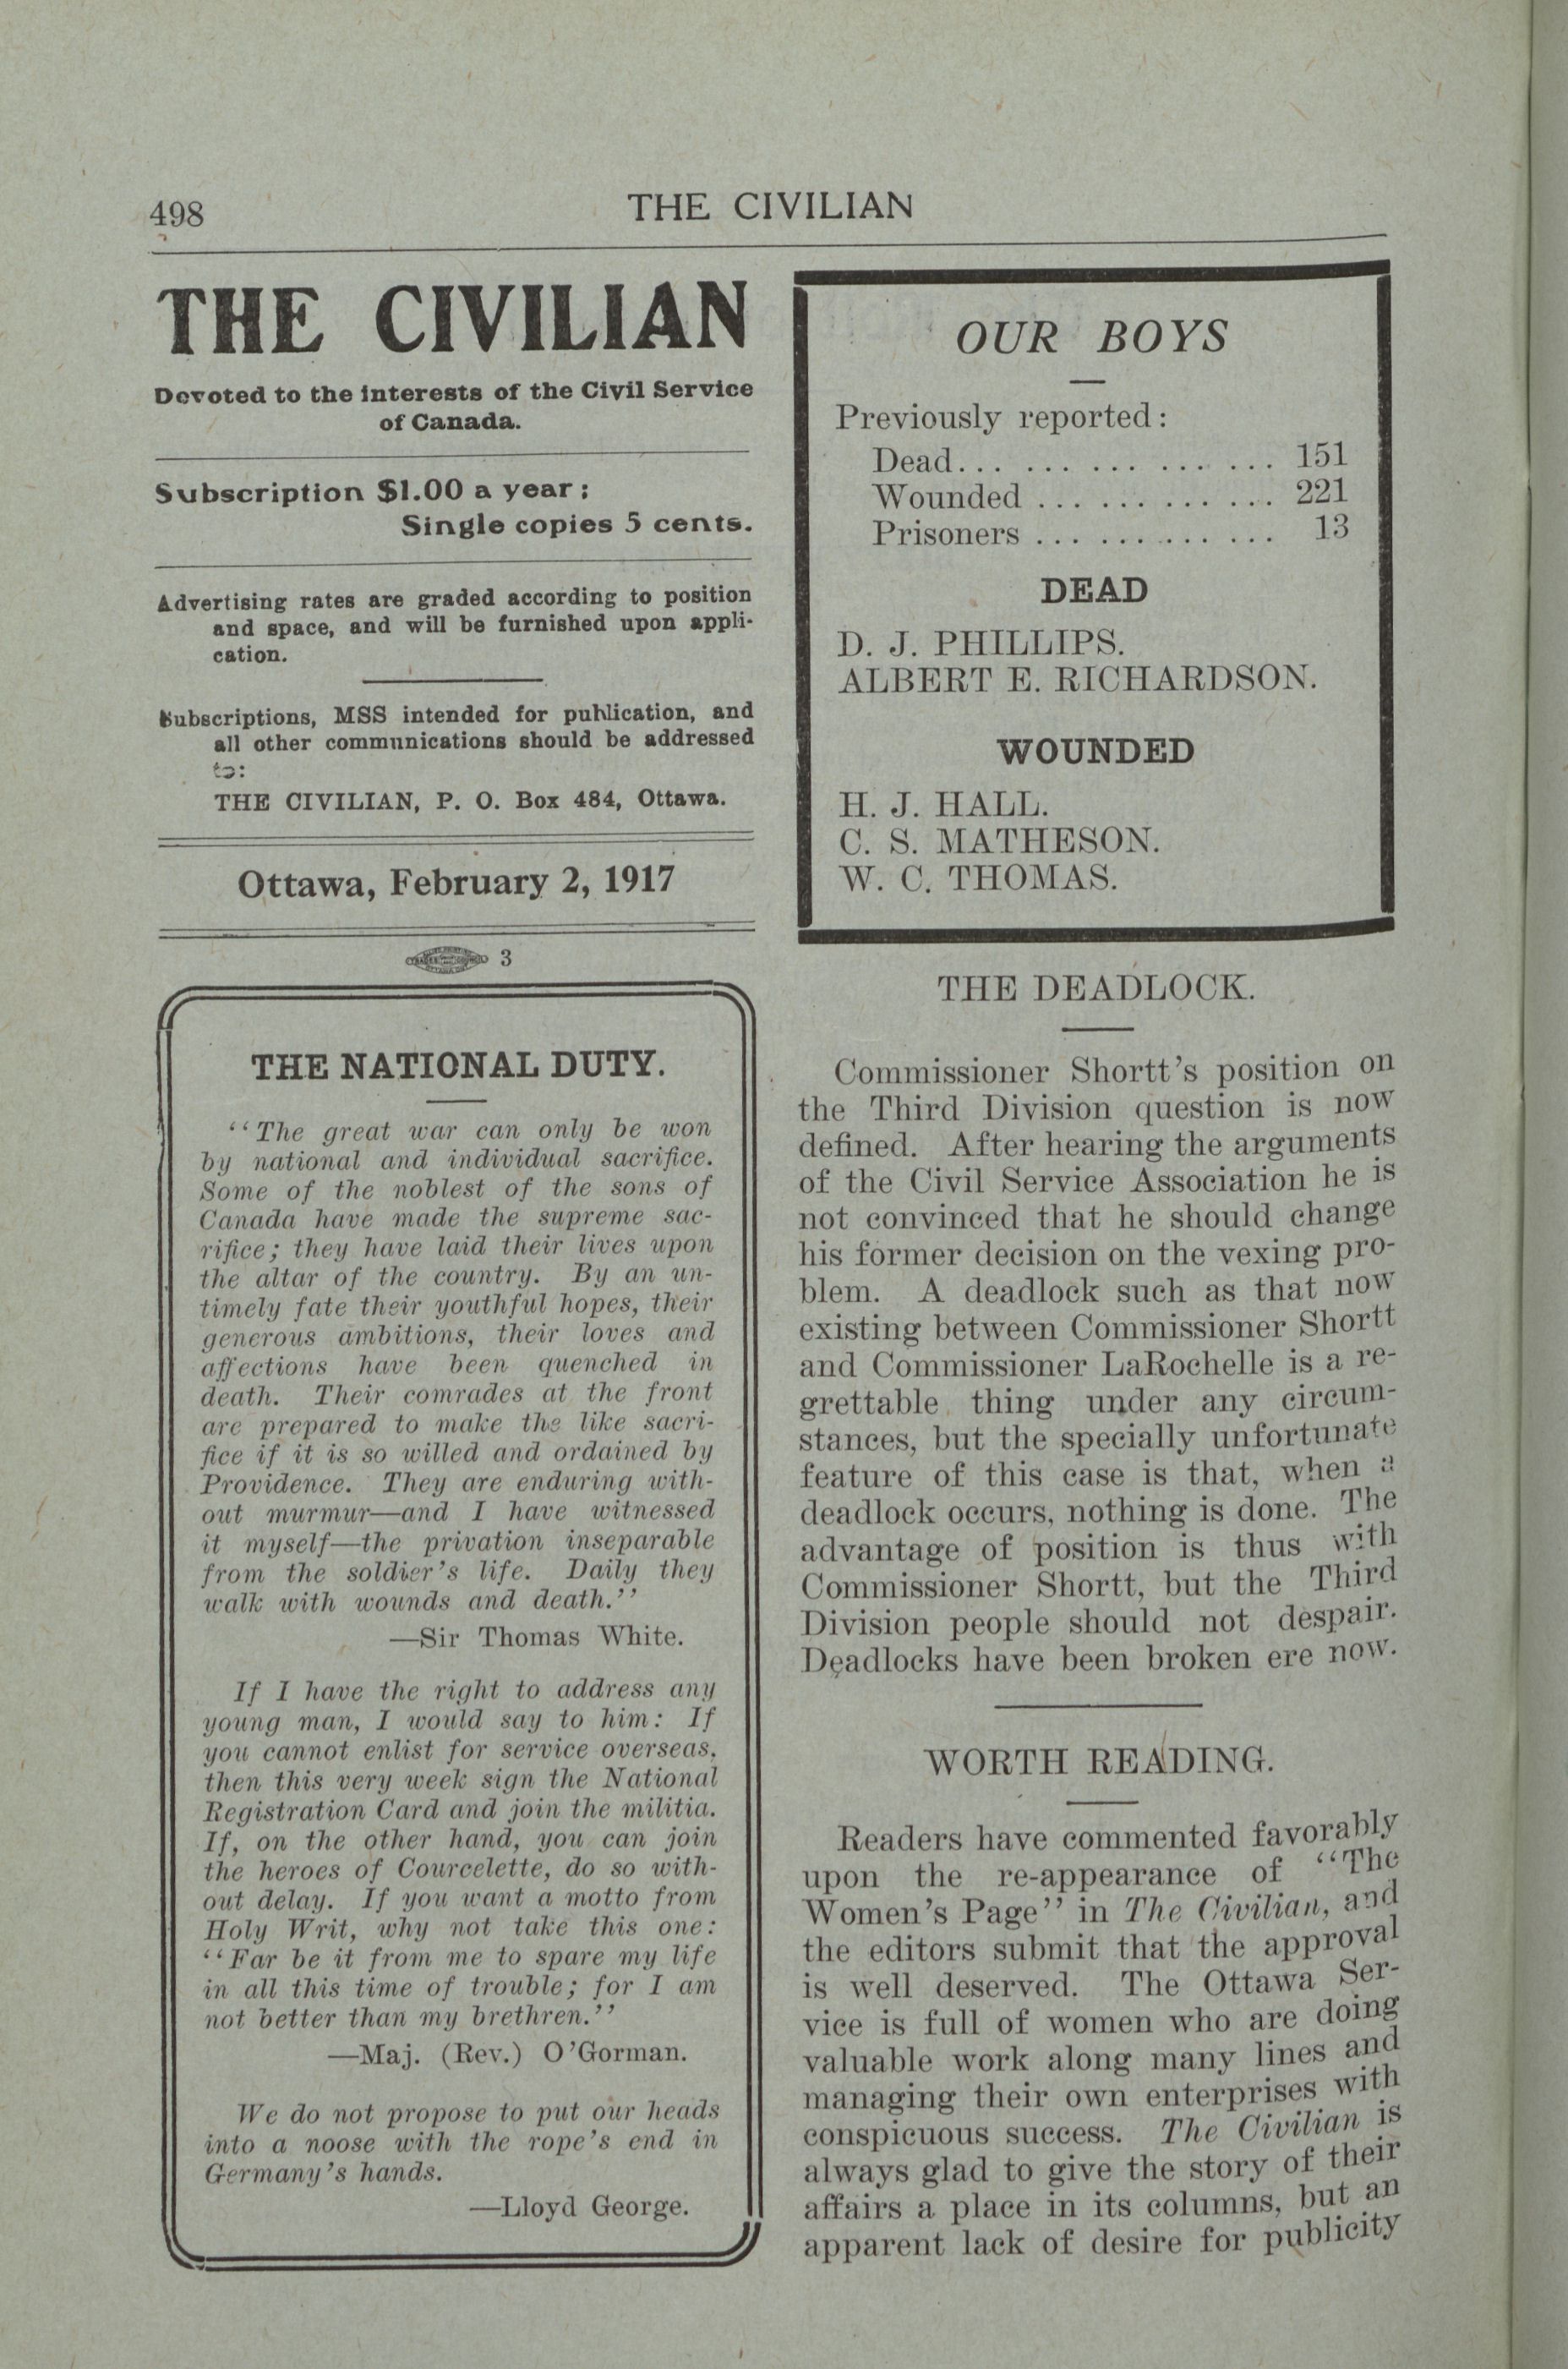 498
THE CIVILIAN
THE CIVILIAN
Devoted to the interests of the Civil Service
of Canada.
Subscription $1.00 a year;
Single copies 5 cents.
Advertising rates are graded according to position
and space, and will be furnished upon appli-
cation.
Subscriptions, MSS intended for publication, and
all other communications should be addressed
to:
THE CIVILIAN, P. O. Box 484, Ottawa.
Ottawa, February 2, 1917
3
THE NATIONAL DUTY.
"The great war can only be won
by national and individual sacrifice.
Some of the noblest of the sons of
Canada have made the supreme sac-
rifice; they have laid their lives upon
the altar of the country. By an un-
timely fate their youthful hopes, their
generous ambitions, their loves and
affections have been quenched in
death. Their comrades at the front
are prepared to make the like sacri-
fice if it is so willed and ordained by
Providence. They are enduring with-
out murmur—and I have witnessed
it myself—the privation inseparable
from the soldier's life. Daily they
walk with wounds and death."
—Sir Thomas White.
If I have the right to address any
young man, I would say to him: If
you cannot enlist for service overseas,
then this very week sign the National
Registration Card and join the militia.
If, on the other hand, you can join
the heroes of Courcelette, do so with-
out delay. If you want a motto from
Holy Writ, why not take this one:
"Far be it from me to spare my life
in all this time of trouble; for I am
not better than my brethren."
—Maj. (Rev.) O'Gorman.
We do not propose to put our heads
into a noose with the rope's end in
Germany's hands.
—Lloyd George.
OUR BOYS
Previously reported:
Dead... ... ... ... ... 151
Wounded ... ... ... ... 221
Prisoners ... ... ... ... 13
DEAD
D. J. PHILLIPS.
ALBERT E. RICHARDSON.
WOUNDED
H. J. HALL.
C. S. MATHESON.
W. C. THOMAS.
THE DEADLOCK.
Commissioner Shortt's position on
the Third Division question is now
defined. After hearing the arguments
of the Civil Service Association he is
not convinced that he should change
his former decision on the vexing pro-
blem. A deadlock such as that now
existing between Commissioner Shortt
and Commissioner LaRochelle is a re-
grettable thing under any circum-
stances, but the specially unfortunate
feature of this case is that, when a
deadlock occurs, nothing is done. The
advantage of position is thus with
Commissioner Shortt, but the Third
Division people should not despair.
Deadlocks have been broken ere now.
WORTH READING.
Readers have commented favorably
upon the re-appearance of "The
Women's Page" in The Civilian, and
the editors submit that the approval
is well deserved. The Ottawa Ser-
vice is full of women who are doing
valuable work along many lines and
managing their own enterprises with
conspicuous success. The Civilian is
always glad to give the story of their
affairs a place in its columns, but an
apparent lack of desire for publicity